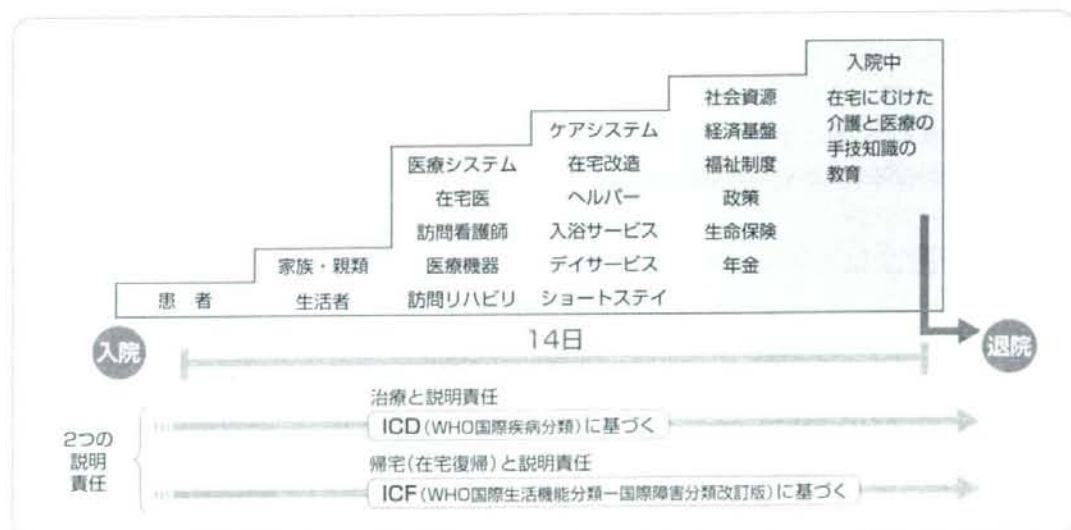 患 者
家族・親類
生活者
医療システム
在宅医
訪問看護師
医療機器
訪問リハビリ
ケアシステム
在宅改造
ヘルパー
入浴サービス
デイサービス
ショートステイ
社会資源
経済基盤
福祉制度
政策
生命保険
年金
入院中
在宅にむけた
介護と医療の
手技知識の
教育
入院
14日
退院
2つの
説明
責任
治療と説明責任
ICD(WHO国際疾病分類)に基づく
帰宅(在宅復帰)と説明責任
ICF(WHO国際生活機能分類ー国際障害分類改訂版)に基づく